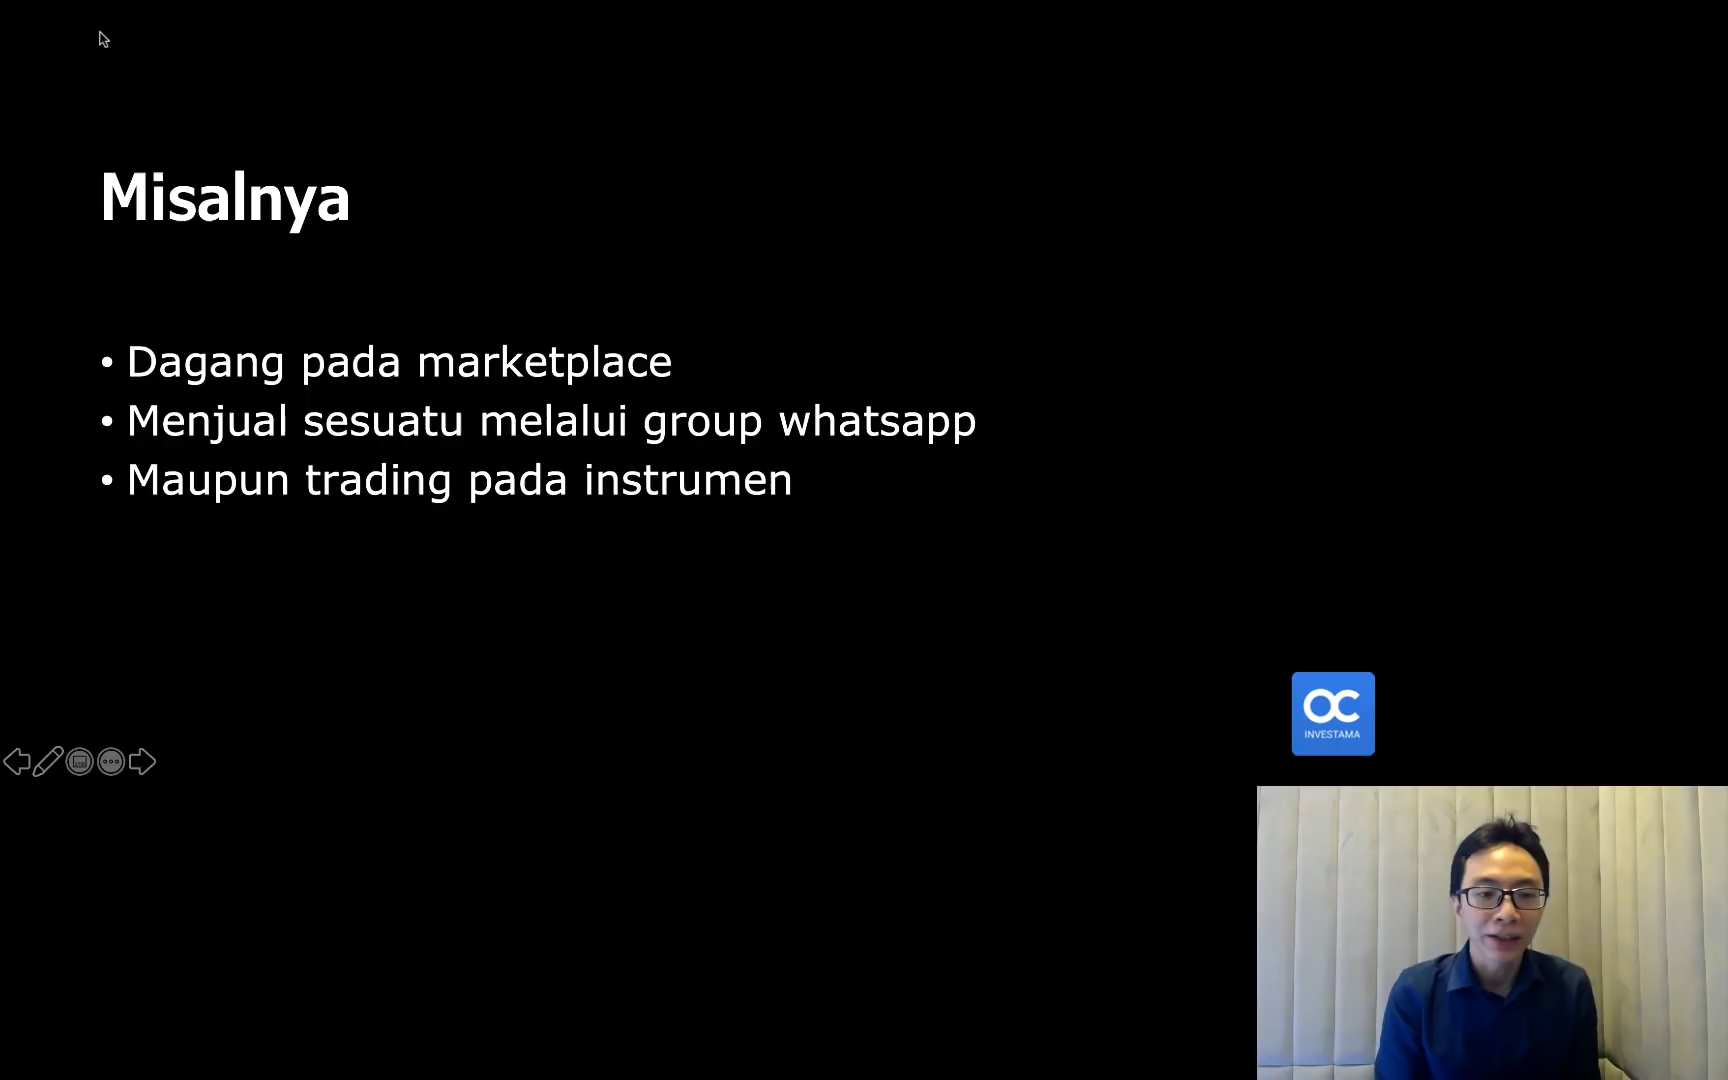 Misalnya
• Dagang pada marketplace
• Menjual sesuatu melalui group whatsapp
• Maupun trading pada instrumen
OC
INVESTAMA